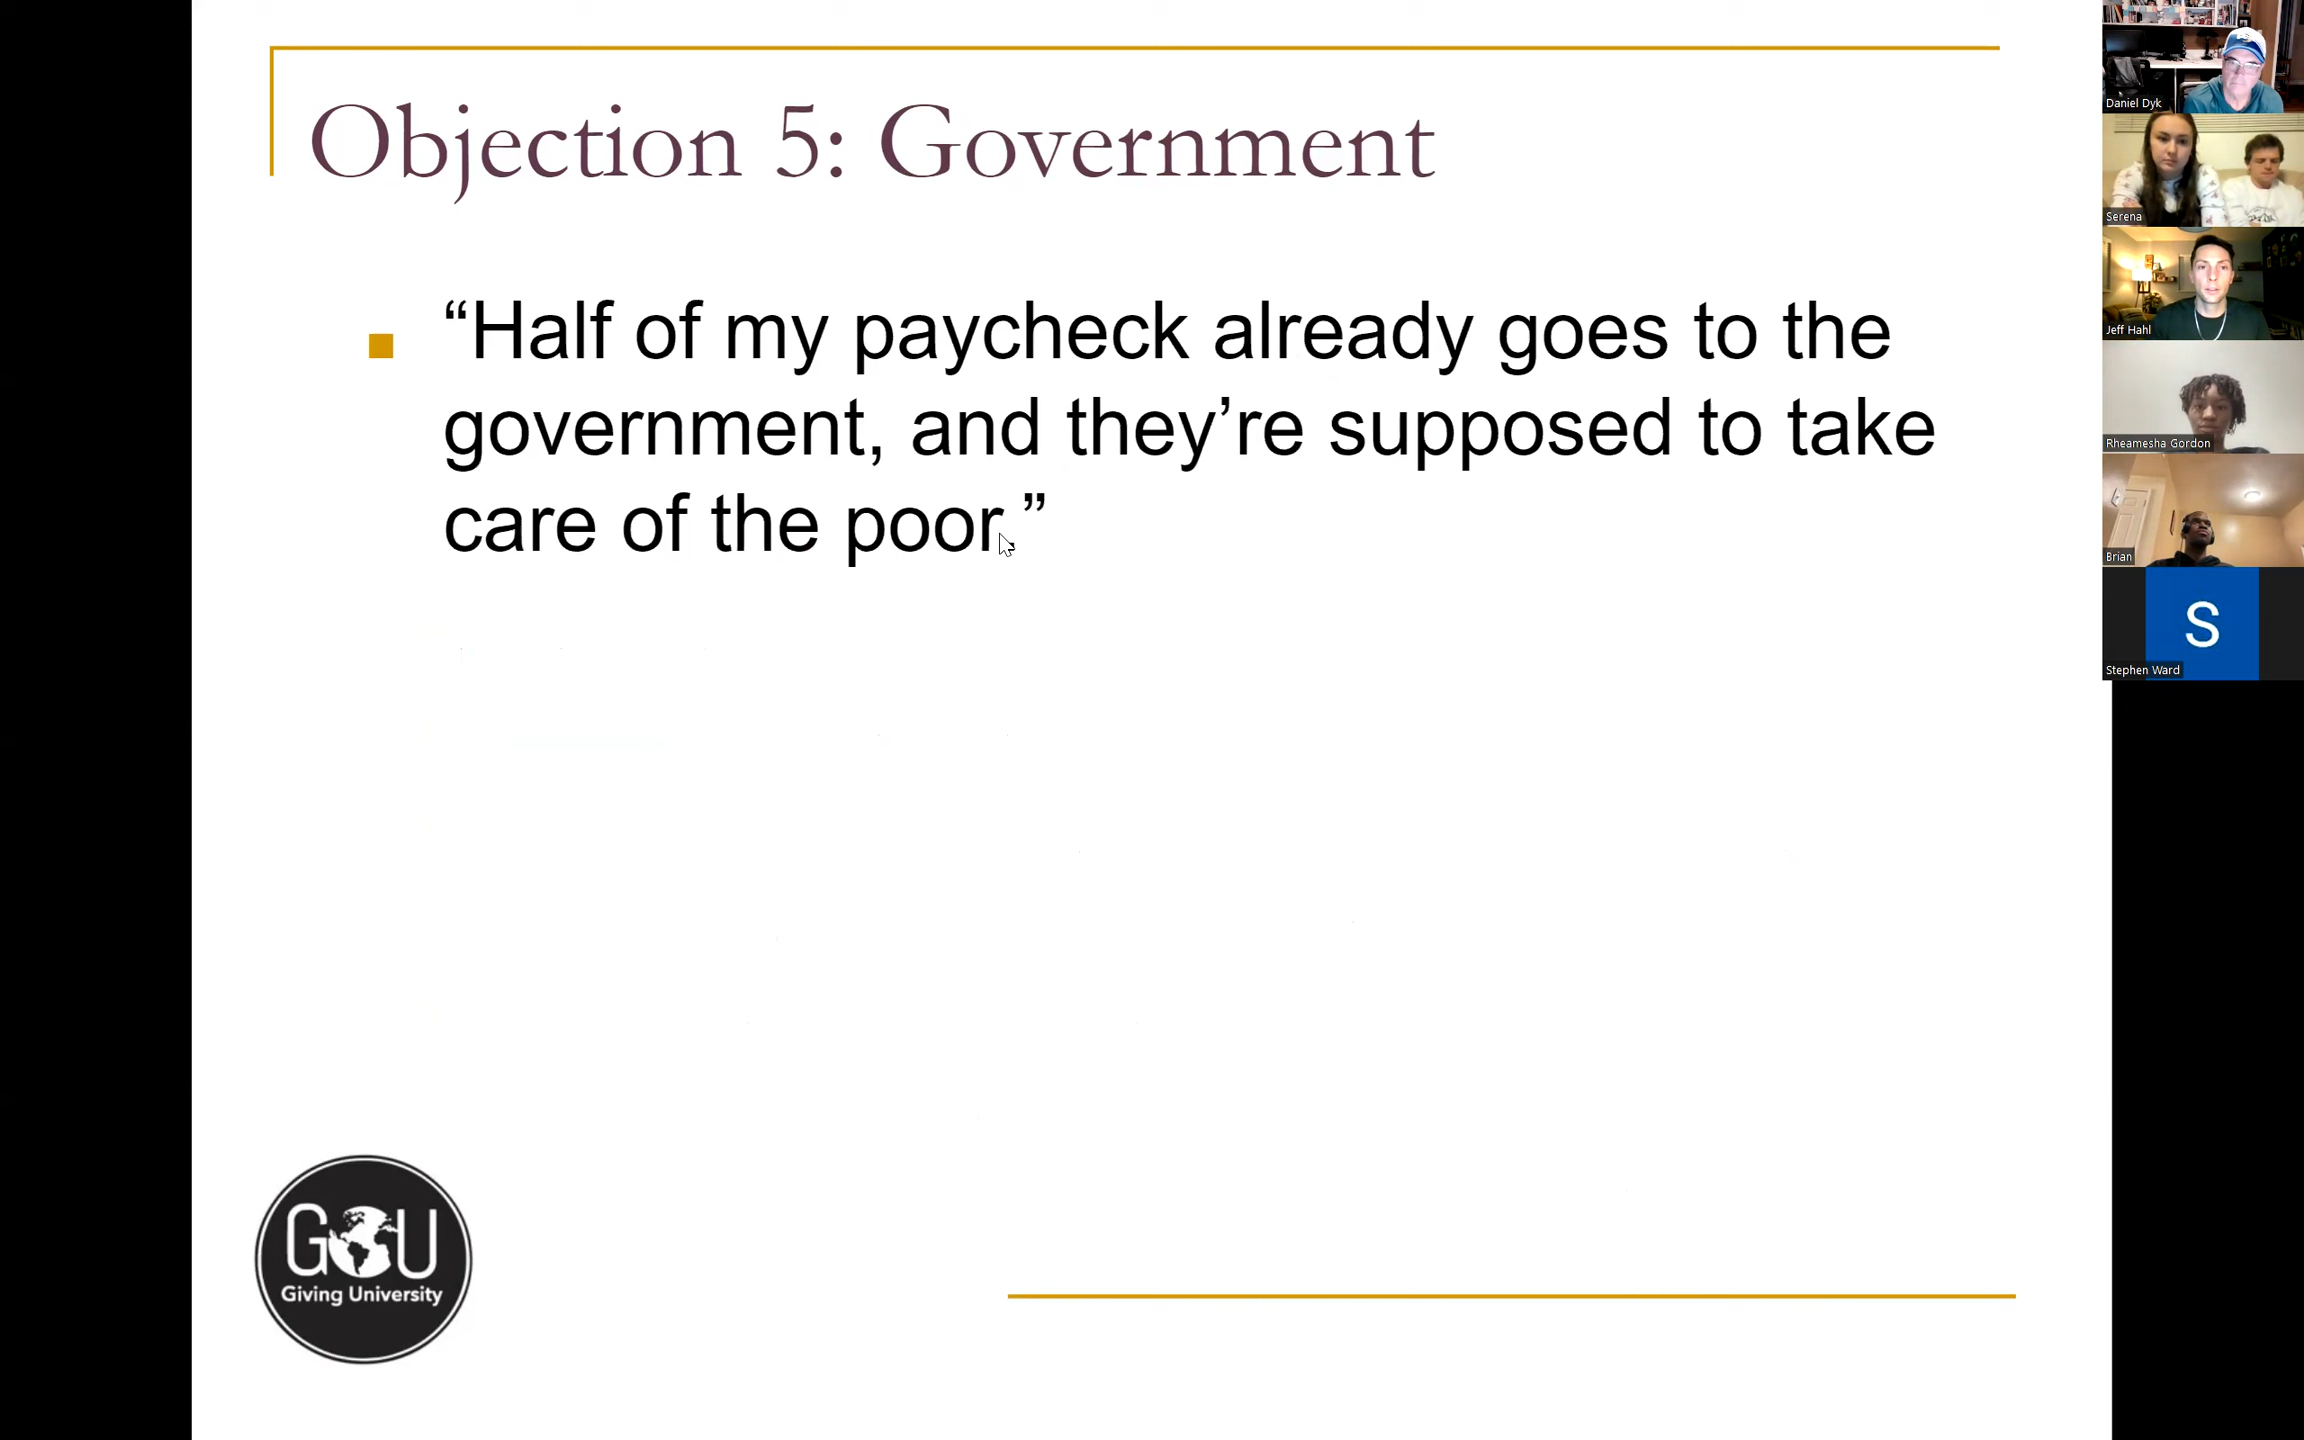 Objection 5: Government
“Half of my paycheck already goes to the
government, and they’re supposed to take
care of the poor.”
GU
Giving University
Daniel Dyk
Serena
Jeff Hahl
Rheamesha Gordon
Brian
S
Stephen Ward